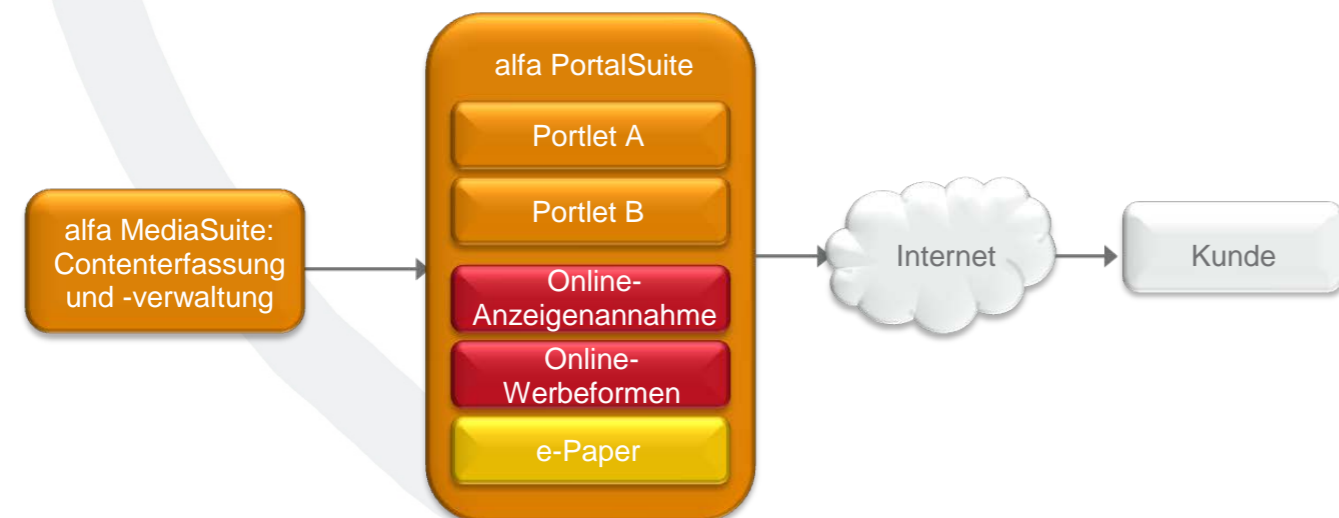 alfa MediaSuite:
Contenterfassung
und -verwaltung
alfa PortalSuite
Portlet A
Portlet B
Online-
Anzeigenannahme
Online-
Werbeformen
e-Paper
Internet
Kunde